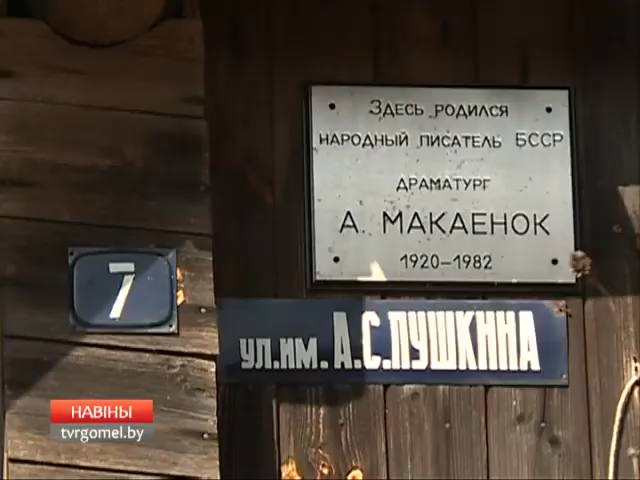 ЗДЕСЬ РОДИЛСЯ
НАРОДНЫЙ ПИСАТЕЛЬ БССР
ДРАМАТУРГ
А. МАКАЕНОК
1920–1982
7
УЛ.ИМ. А.С.ПУШКИНА
НАВІНЫ
tvrgomel.by